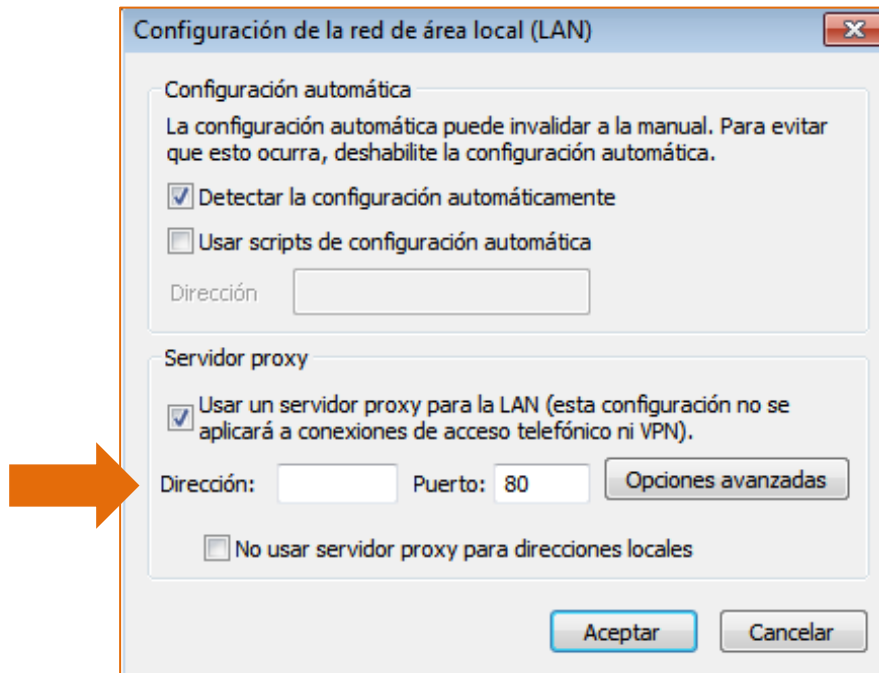 Configuración de la red de área local (LAN)
Configuración automática
La configuración automática puede invalidar a la manual. Para evitar
que esto ocurra, deshabilite la configuración automática.
Detectar la configuración automáticamente
Usar scripts de configuración automática
Dirección
Servidor proxy
Usar un servidor proxy para la LAN (esta configuración no se
aplicará a conexiones de acceso telefónico ni VPN).
Dirección: Puerto: 80 Opciones avanzadas
No usar servidor proxy para direcciones locales
Aceptar Cancelar